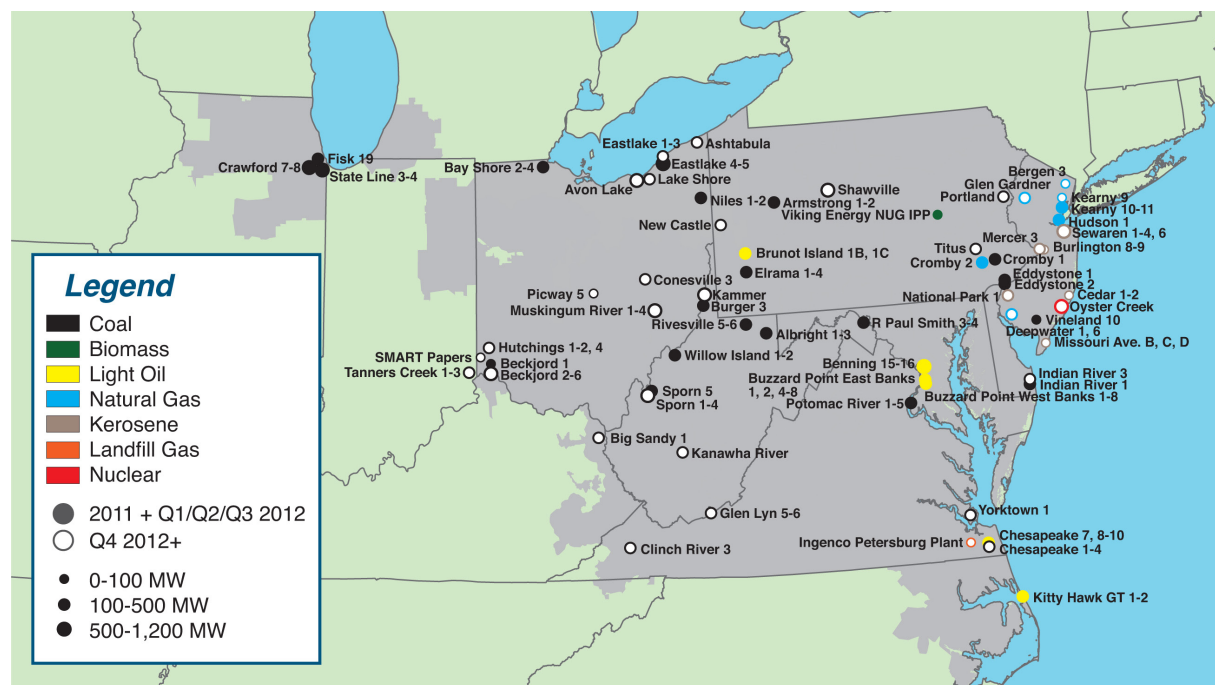 Eastlake 1-3
Ashtabula
Fisk 19
Crawford 7-8
State Line 3-4
Bay Shore 2-4
Eastlake 4-5
Lake Shore
Avon Lake
Bergen 3
Glen Gardner
Portland
Shawville
Niles 1-2
Armstrong 1-2
Kearny 9
Kearny 10-11
Viking Energy NUG IPP
Hudson 1
New Castle
Sewaren 1-4, 6
Mercer 3
Titus
Burlington 8-9
Brunot Island 1B, 1C
Cromby 1
Cromby 2
Elrama 1-4
Eddystone 1
Eddystone 2
Conesville 3
Picway 5
Kammer
National Park 1
Cedar 1-2
Burger 3
Oyster Creek
Muskingum River 1-4
Vineland 10
Rivesville 5-6
R Paul Smith 3-4
Albright 1-3
Deepwater 1, 6
Missouri Ave. B, C, D
Hutchings 1-2, 4
SMART Papers
Willow Island 1-2
Beckjord 1
Tanners Creek 1-3
Beckjord 2-6
Benning 15-16
Buzzard Point East Banks
1, 2, 4-8
Indian River 3
Indian River 1
Sporn 5
Sporn 1-4
Buzzard Point West Banks 1-8
Potomac River 1-5
Big Sandy 1
Kanawha River
Glen Lyn 5-6
Yorktown 1
Chesapeake 7, 8-10
Ingenco Petersburg Plant
Chesapeake 1-4
Clinch River 3
Kitty Hawk GT 1-2
Legend
Coal
Biomass
Light Oil
Natural Gas
Kerosene
Landfill Gas
Nuclear
2011 + Q1/Q2/Q3 2012
Q4 2012+
0-100 MW
100-500 MW
500-1,200 MW